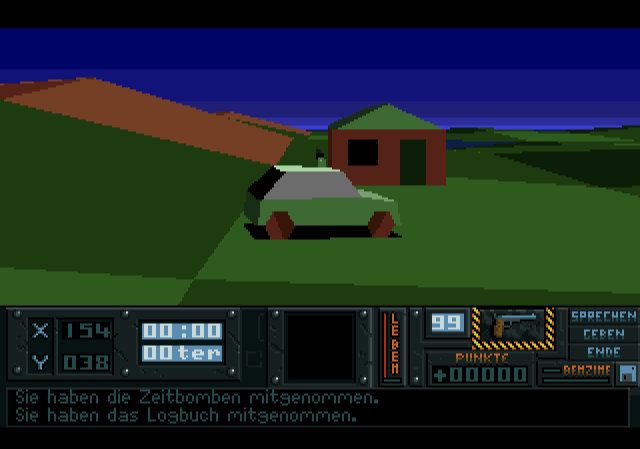 X 154
Y 038
00:00
00ter
LEBEN
99
SPRECHEN
GEBEN
ENDE
PUNKTE
+00000
BENZIN
Sie haben die Zeitbomben mitgenommen.
Sie haben das Logbuch mitgenommen.